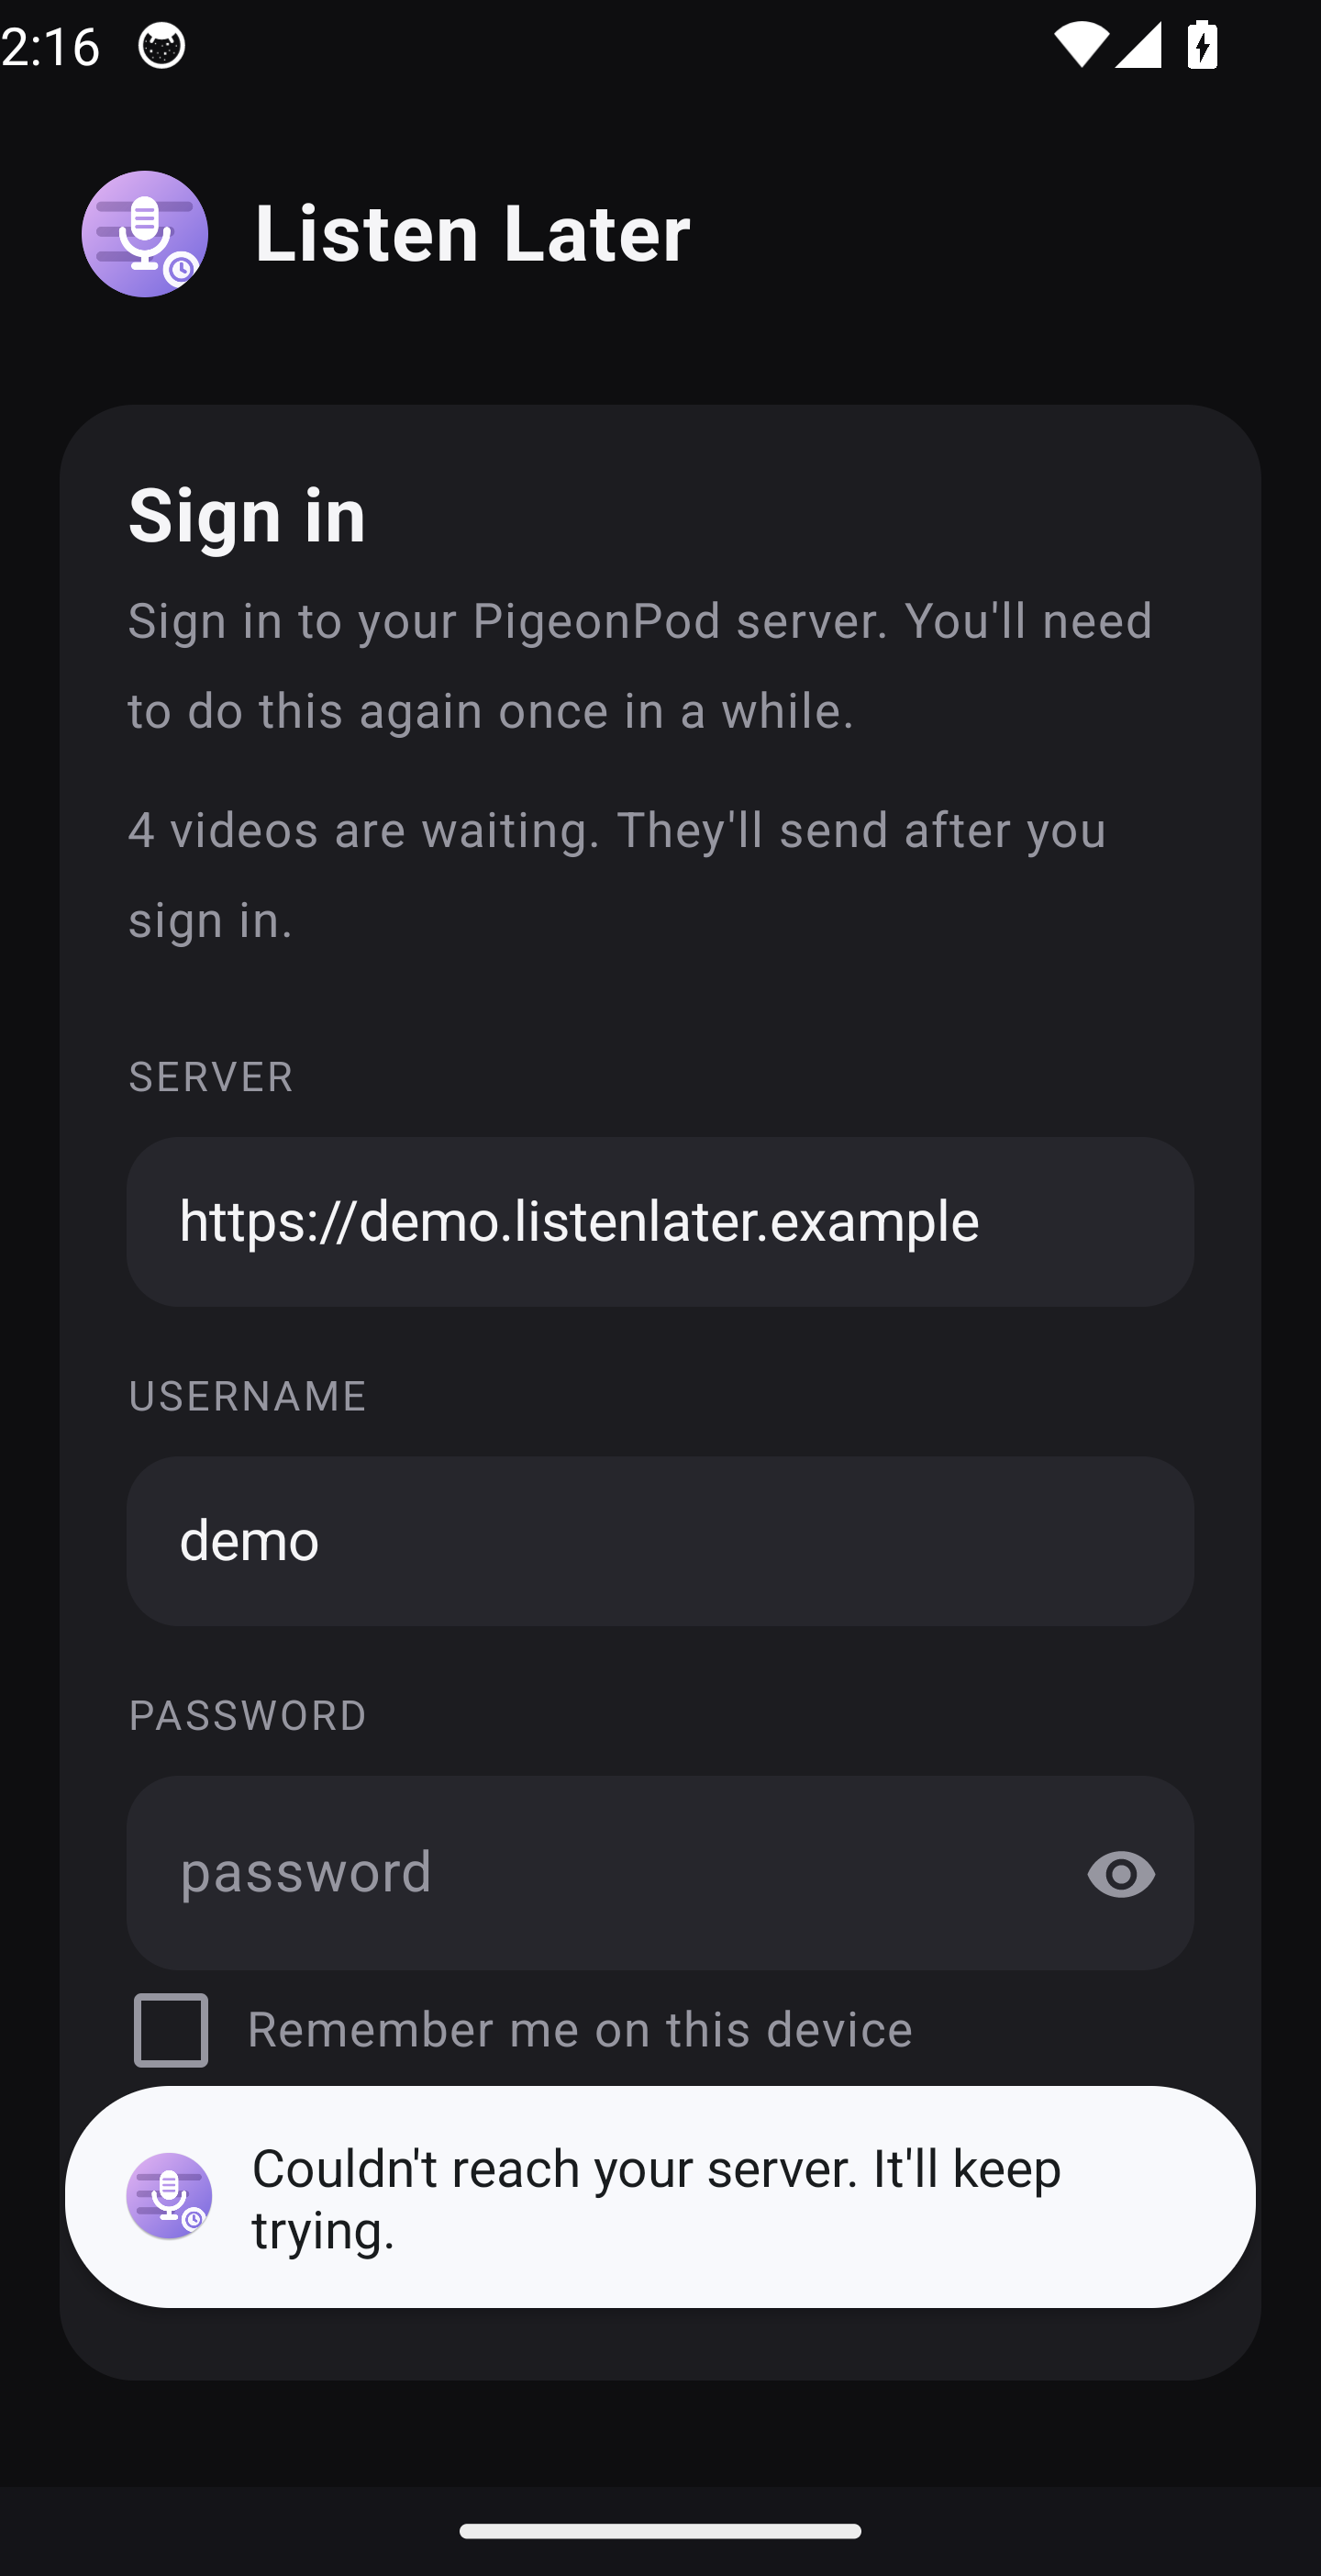 2:16
Listen Later
Sign in
Sign in to your PigeonPod server. You'll need
to do this again once in a while.
4 videos are waiting. They'll send after you
sign in.
SERVER
https://demo.listenlater.example
USERNAME
demo
PASSWORD
password
Remember me on this device
Couldn't reach your server. It'll keep
trying.